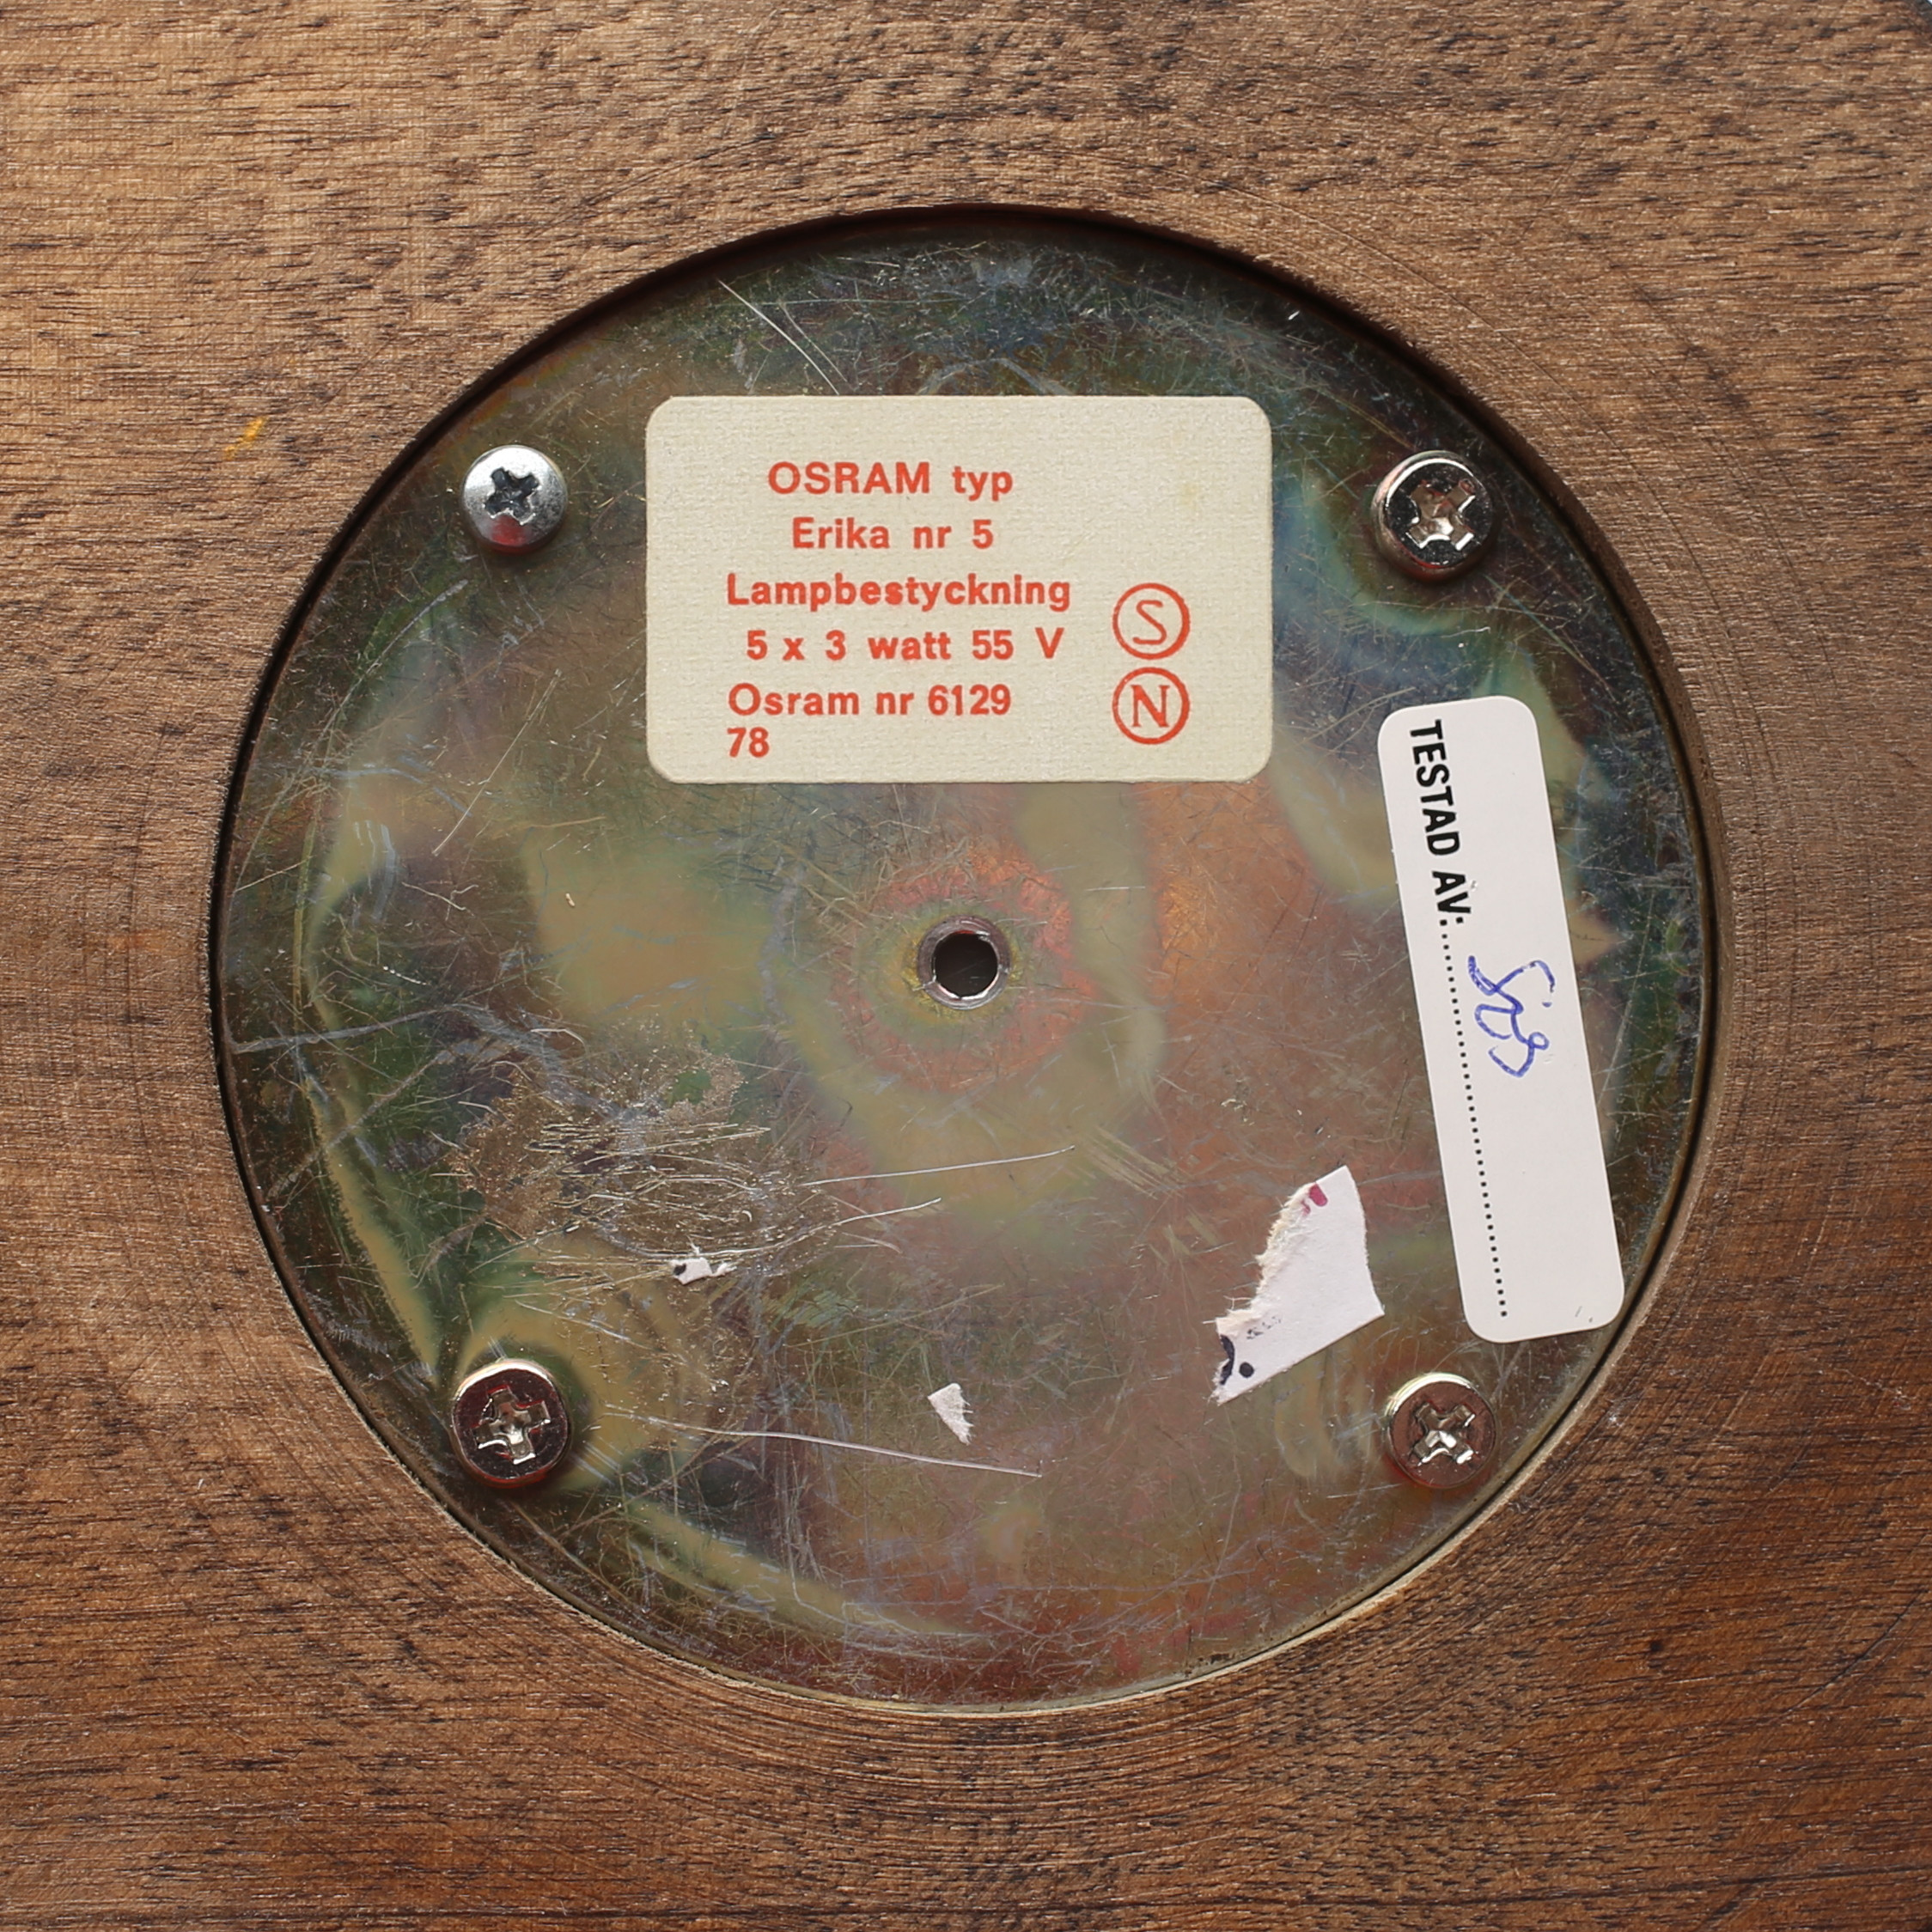 OSRAM typ
Erika nr 5
Lampbestyckning
5 x 3 watt 55 V
Osram nr 6129
78
S
N
TESTAD AV: